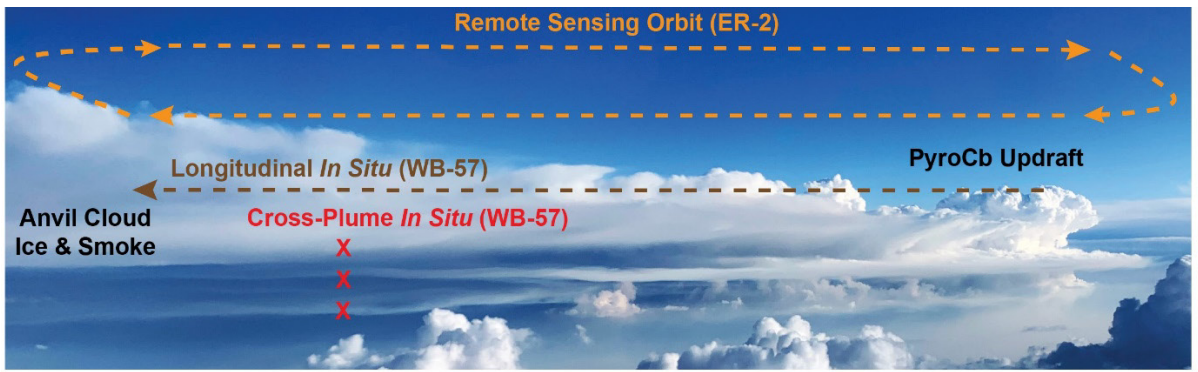 Remote Sensing Orbit (ER-2)
PyroCb Updraft
Longitudinal In Situ (WB-57)
Anvil Cloud
Ice & Smoke
Cross-Plume In Situ (WB-57)
X
X
X